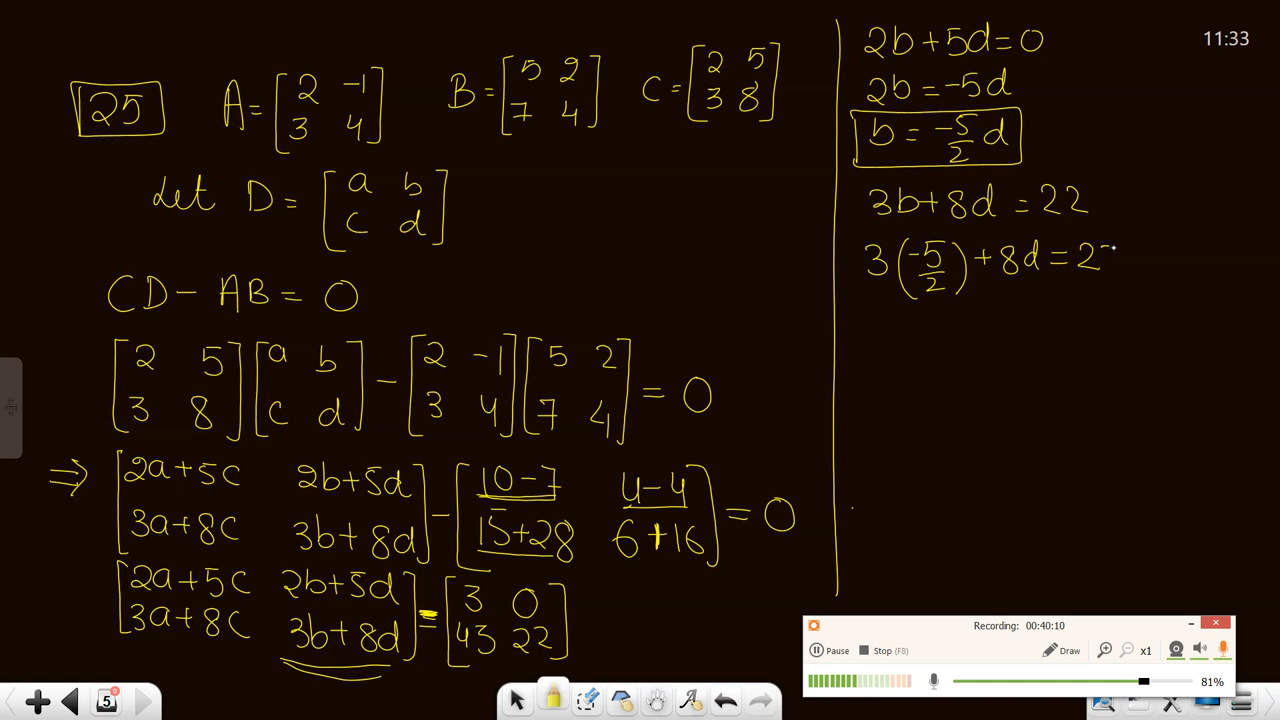 25 A = [2 -1; 3 4] B = [5 2; 7 4] C = [2 5; 3 8]
Let D = [a b; c d]
CD - AB = 0
[2 5; 3 8] [a b; c d] - [2 -1; 3 4] [5 2; 7 4] = 0
⇒ [2a+5c 2b+5d; 3a+8c 3b+8d] - [10-7 4-4; 15+28 6+16] = 0
[2a+5c 2b+5d; 3a+8c 3b+8d] = [3 0; 43 22]
2b+5d=0
2b=-5d
b = -5/2 d
3b+8d = 22
3(-5/2)+8d=2
11:33
Recording: 00:40:10
Pause Stop (F8) Draw x1
81%
5 0